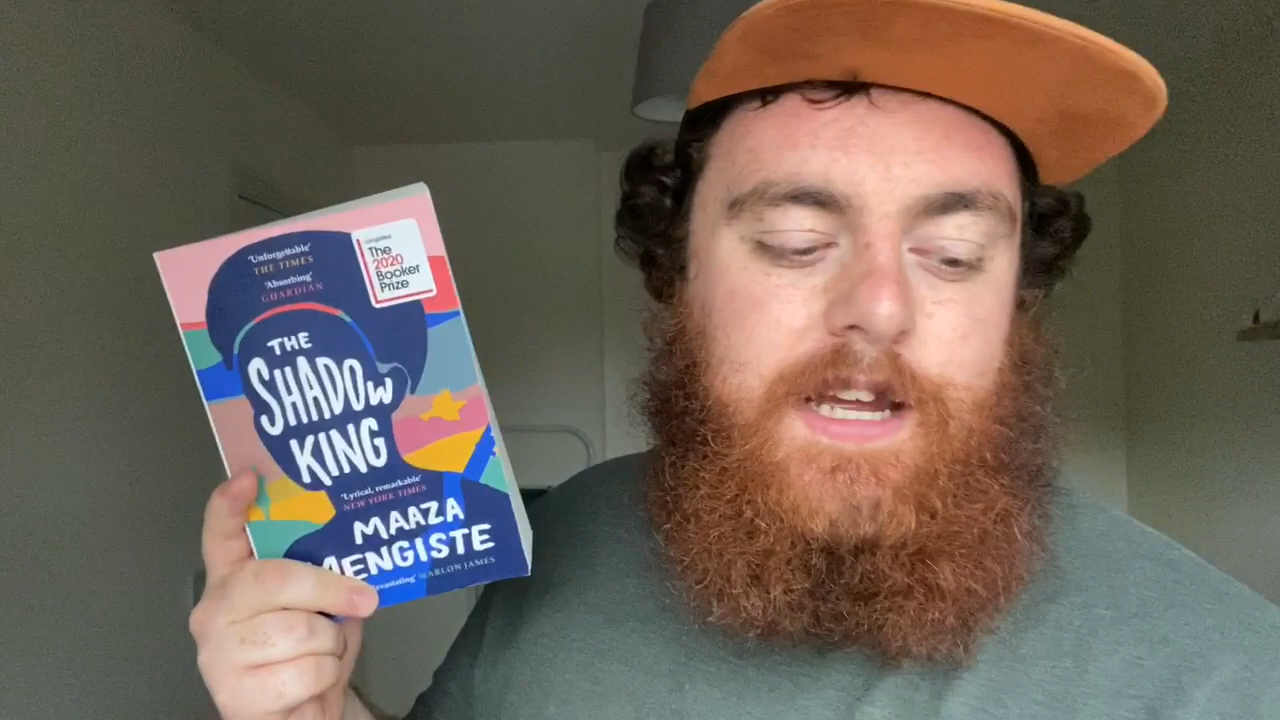 'Unforgettable'
THE TIMES
'Absorbing'
GUARDIAN
Longlisted
The
2020
Booker
Prize
THE
SHADOW
KING
'Lyrical, remarkable'
NEW YORK TIMES
MAAZA
MENGISTE
MARLON JAMES